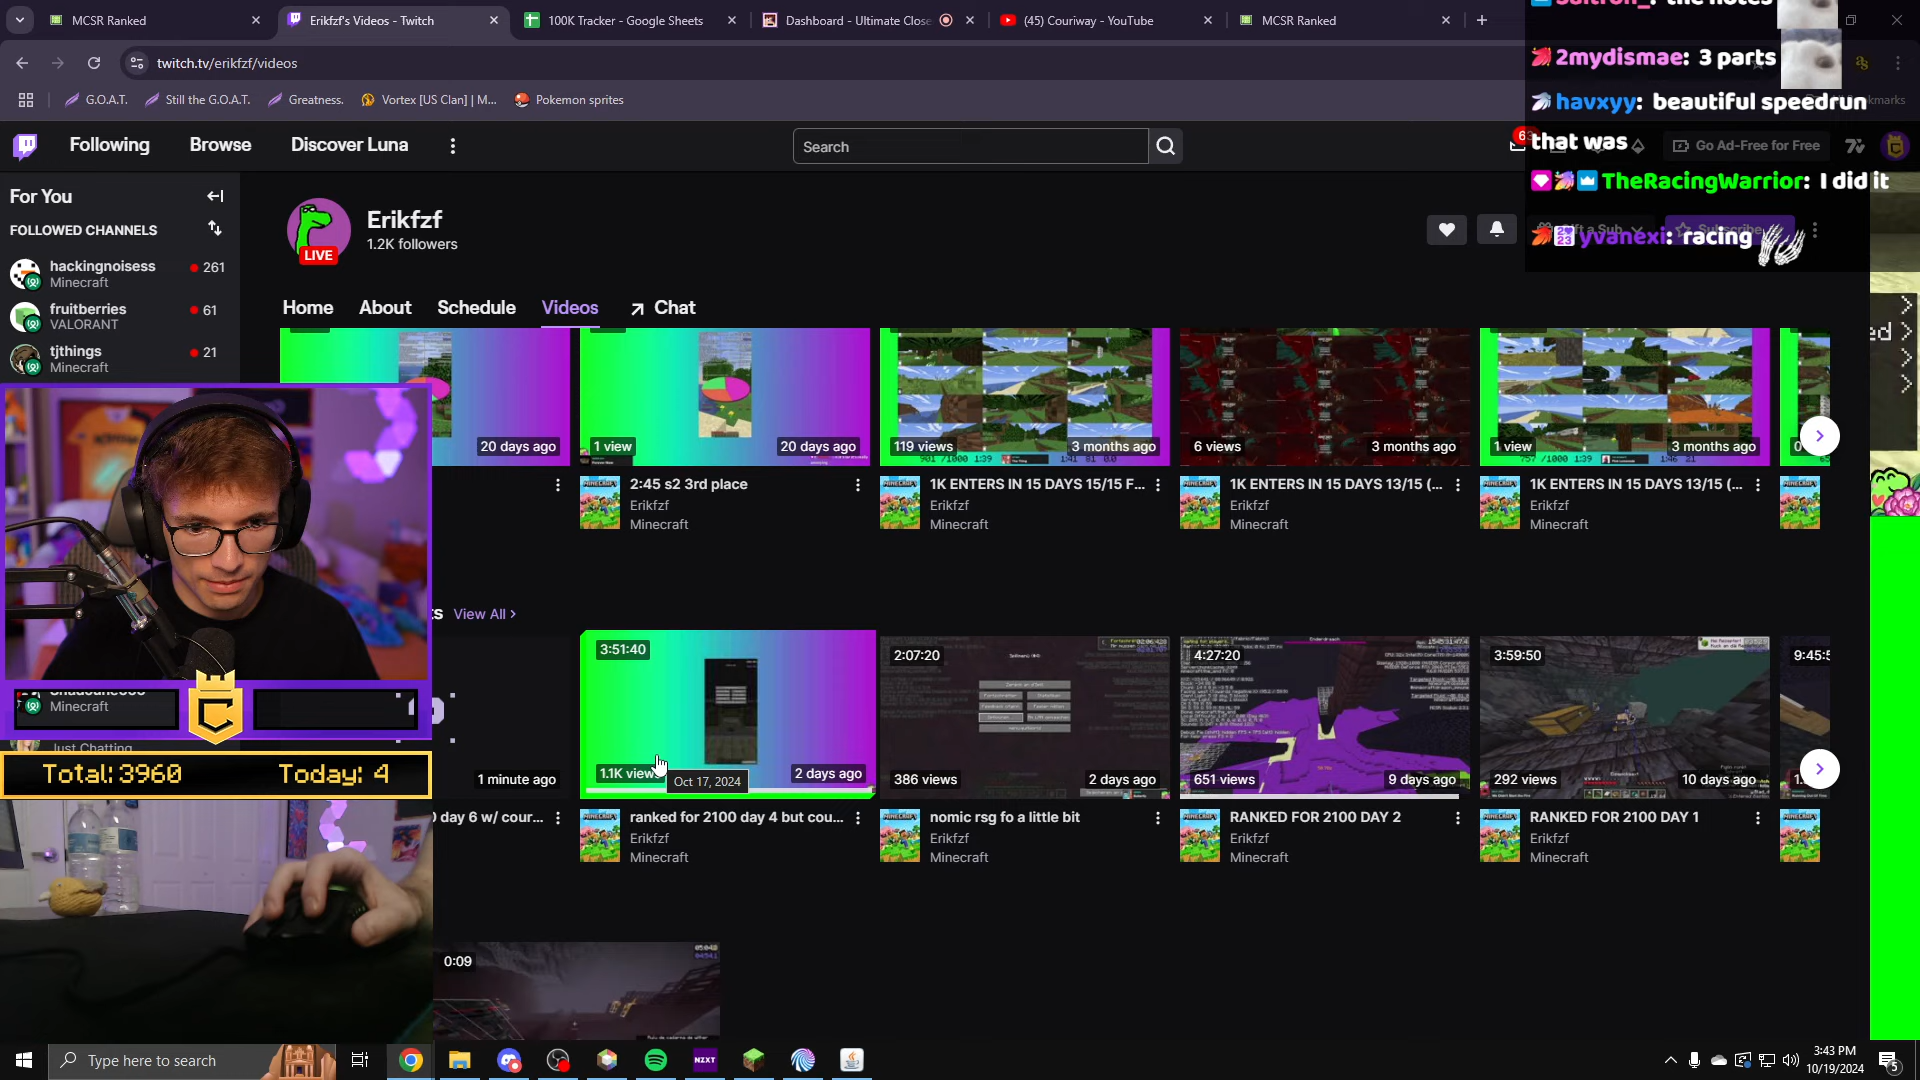 MCSR Ranked
Erikfzf's Videos - Twitch
100K Tracker - Google Sheets
Dashboard - Ultimate Close
(45) Couriway - YouTube
MCSR Ranked
twitch.tv/erikfzf/videos
G.O.A.T.
Still the G.O.A.T.
Greatness.
Vortex [US Clan] | M...
Pokemon sprites
Following
Browse
Discover Luna
Search
Go Ad-Free for Free
2mydismae: 3 parts
havxyy: beautiful speedrun
that was
TheRacingWarrior: I did it
yvanexi: racing
For You
FOLLOWED CHANNELS
hackingnoisess
261
Minecraft
fruitberries
61
VALORANT
tjthings
21
Minecraft
Erikfzf
1.2K followers
LIVE
Home
About
Schedule
Videos
Chat
20 days ago
1 view
20 days ago
119 views
3 months ago
6 views
3 months ago
1 view
3 months ago
2:45 s2 3rd place
Erikfzf
Minecraft
1K ENTERS IN 15 DAYS 15/15 F...
Erikfzf
Minecraft
1K ENTERS IN 15 DAYS 13/15 (...
Erikfzf
Minecraft
1K ENTERS IN 15 DAYS 13/15 (...
Erikfzf
Minecraft
View All
3:51:40
2:07:20
4:27:20
3:59:50
9:45:5
1 minute ago
1.1K views
Oct 17, 2024
2 days ago
386 views
2 days ago
651 views
9 days ago
292 views
10 days ago
day 6 w/ cour...
ranked for 2100 day 4 but cou...
Erikfzf
Minecraft
nomic rsg fo a little bit
Erikfzf
Minecraft
RANKED FOR 2100 DAY 2
Erikfzf
Minecraft
RANKED FOR 2100 DAY 1
Erikfzf
Minecraft
0:09
Minecraft
Just Chatting
Total: 3960
Today: 4
Type here to search
NZXT
3:43 PM
10/19/2024
5